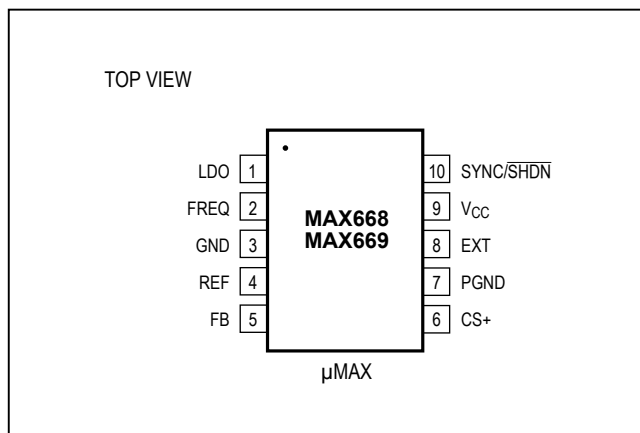 TOP VIEW
LDO 1
FREQ 2
GND 3
REF 4
FB 5
MAX668
MAX669
10 SYNC/SHDN
9 VCC
8 EXT
7 PGND
6 CS+
µMAX